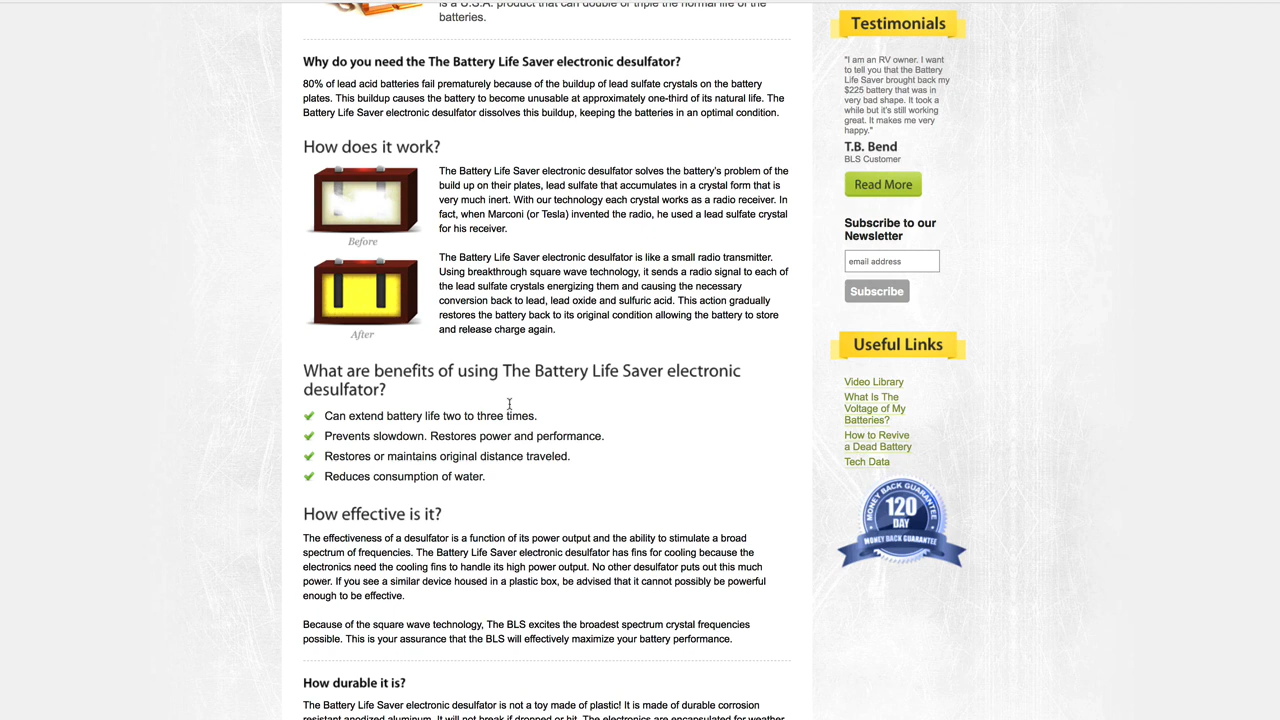 is a U.S.A. product that can double or triple the normal life of the
batteries.
Why do you need the The Battery Life Saver electronic desulfator?
80% of lead acid batteries fail prematurely because of the buildup of lead sulfate crystals on the battery
plates. This buildup causes the battery to become unusable at approximately one-third of its natural life. The
Battery Life Saver electronic desulfator dissolves this buildup, keeping the batteries in an optimal condition.
How does it work?
The Battery Life Saver electronic desulfator solves the battery's problem of the
build up on their plates, lead sulfate that accumulates in a crystal form that is
very much inert. With our technology each crystal works as a radio receiver. In
fact, when Marconi (or Tesla) invented the radio, he used a lead sulfate crystal
for his receiver.
Before
The Battery Life Saver electronic desulfator is like a small radio transmitter.
Using breakthrough square wave technology, it sends a radio signal to each of
the lead sulfate crystals energizing them and causing the necessary
conversion back to lead, lead oxide and sulfuric acid. This action gradually
restores the battery back to its original condition allowing the battery to store
and release charge again.
After
What are benefits of using The Battery Life Saver electronic
desulfator?
Can extend battery life two to three times.
Prevents slowdown. Restores power and performance.
Restores or maintains original distance traveled.
Reduces consumption of water.
How effective is it?
The effectiveness of a desulfator is a function of its power output and the ability to stimulate a broad
spectrum of frequencies. The Battery Life Saver electronic desulfator has fins for cooling because the
electronics need the cooling fins to handle its high power output. No other desulfator puts out this much
power. If you see a similar device housed in a plastic box, be advised that it cannot possibly be powerful
enough to be effective.
Because of the square wave technology, The BLS excites the broadest spectrum crystal frequencies
possible. This is your assurance that the BLS will effectively maximize your battery performance.
How durable it is?
The Battery Life Saver electronic desulfator is not a toy made of plastic! It is made of durable corrosion
resistant anodized aluminum. It will not break if dropped or hit. The electronics are encapsulated for weather
Testimonials
"I am an RV owner. I want
to tell you that the Battery
Life Saver brought back my
$225 battery that was in
very bad shape. It took a
while but it's still working
great. It makes me very
happy."
T.B. Bend
BLS Customer
Read More
Subscribe to our
Newsletter
email address
Subscribe
Useful Links
Video Library
What Is The
Voltage of My
Batteries?
How to Revive
a Dead Battery
Tech Data
MONEY BACK GUARANTEE
120
DAY
MONEY BACK GUARANTEE